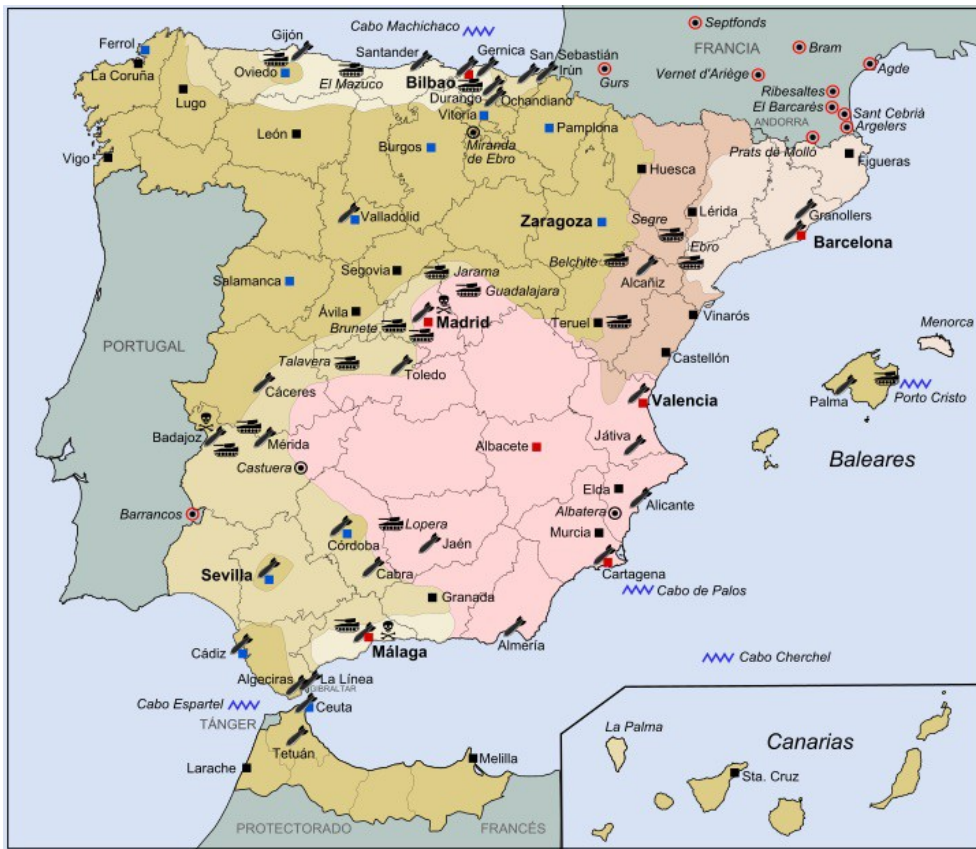 Cabo Machichaco
Septfonds
FRANCIA
Bram
Ferrol
Gijón
Santander
Gernica
San Sebastián
Irún
Vernet d'Ariège
Agde
La Coruña
Oviedo
El Mazuco
Bilbao
Gurs
Ribesaltes
Lugo
Durango
Ochandiano
El Barcarès
Sant Cebrià
Vitoria
ANDORRA
Argelers
León
Burgos
Miranda
de Ebro
Pamplona
Prats de Molló
Figueras
Vigo
Huesca
Valladolid
Zaragoza
Segre
Lérida
Granollers
Ebro
Barcelona
Salamanca
Segovia
Jarama
Belchite
Guadalajara
Alcañiz
Ávila
Brunete
Madrid
Teruel
Vinarós
Menorca
PORTUGAL
Talavera
Toledo
Castellón
Cáceres
Valencia
Palma
Porto Cristo
Badajoz
Mérida
Albacete
Játiva
Baleares
Castuera
Elda
Alicante
Barrancos
Albatera
Lopera
Murcia
Córdoba
Jaén
Sevilla
Cabra
Cartagena
Cabo de Palos
Granada
Cádiz
Málaga
Almería
Cabo Cherchel
Algeciras
La Línea
GIBRALTAR
Cabo Espartel
Ceuta
TÁNGER
La Palma
Canarias
Tetuán
Melilla
Larache
Sta. Cruz
PROTECTORADO
FRANCÉS